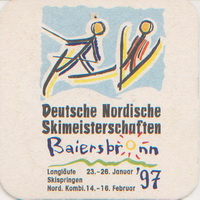 Deutsche Nordische
Skimeisterschaften
Baiersbronn
Langläufe 23.-26. Januar
Skispringen
Nord. Kombi. 14.-16. Februar
'97